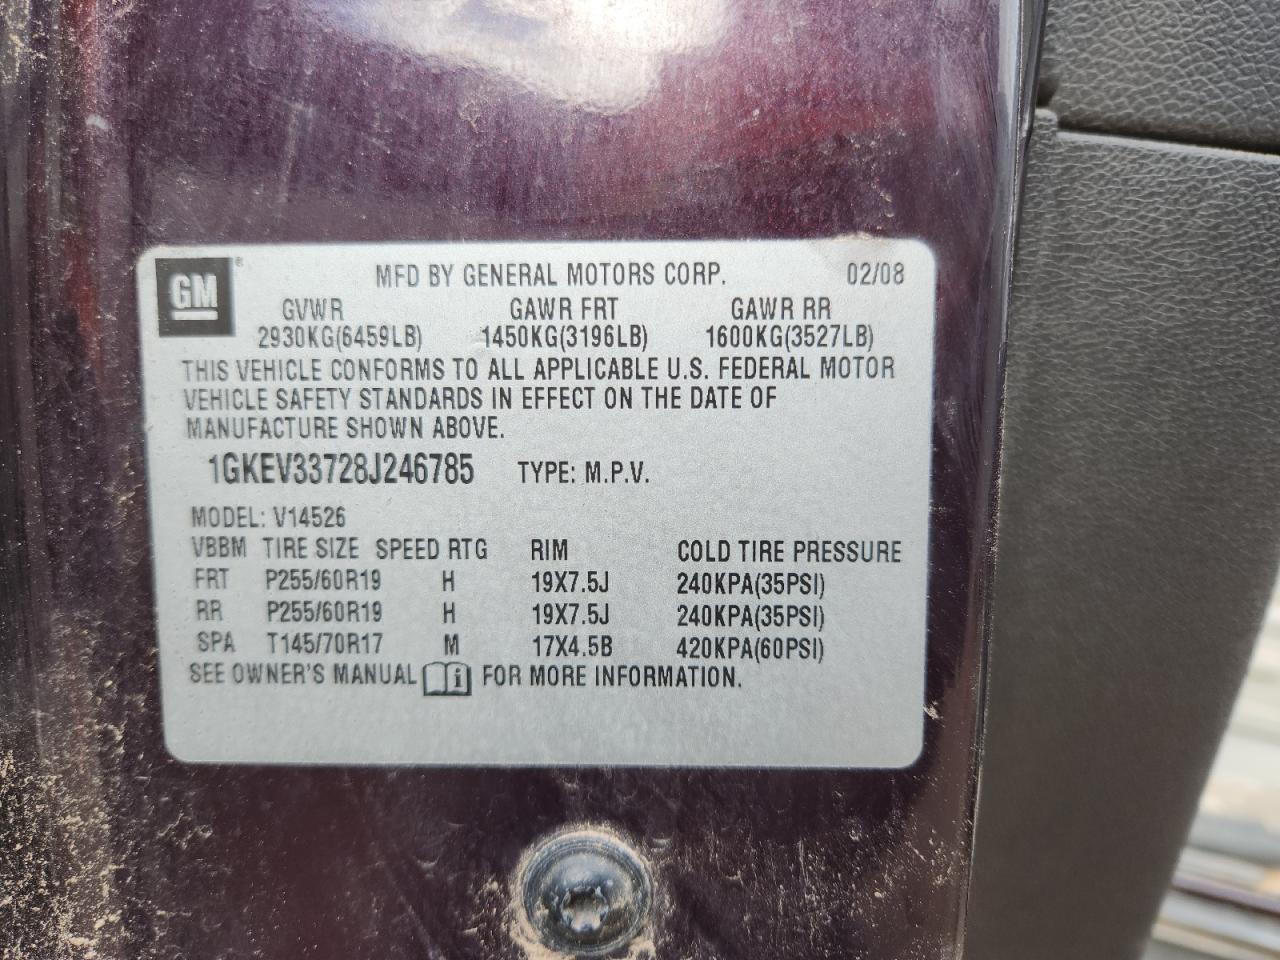 GM ® MFD BY GENERAL MOTORS CORP. 02/08
GVWR GAWR FRT GAWR RR
2930KG(6459LB) 1450KG(3196LB) 1600KG(3527LB)
THIS VEHICLE CONFORMS TO ALL APPLICABLE U.S. FEDERAL MOTOR
VEHICLE SAFETY STANDARDS IN EFFECT ON THE DATE OF
MANUFACTURE SHOWN ABOVE.
1GKEV33728J246785 TYPE: M.P.V.
MODEL: V14526
VBBM TIRE SIZE SPEED RTG RIM COLD TIRE PRESSURE
FRT P255/60R19 H 19X7.5J 240KPA(35PSI)
RR P255/60R19 H 19X7.5J 240KPA(35PSI)
SPA T145/70R17 M 17X4.5B 420KPA(60PSI)
SEE OWNER'S MANUAL i FOR MORE INFORMATION.